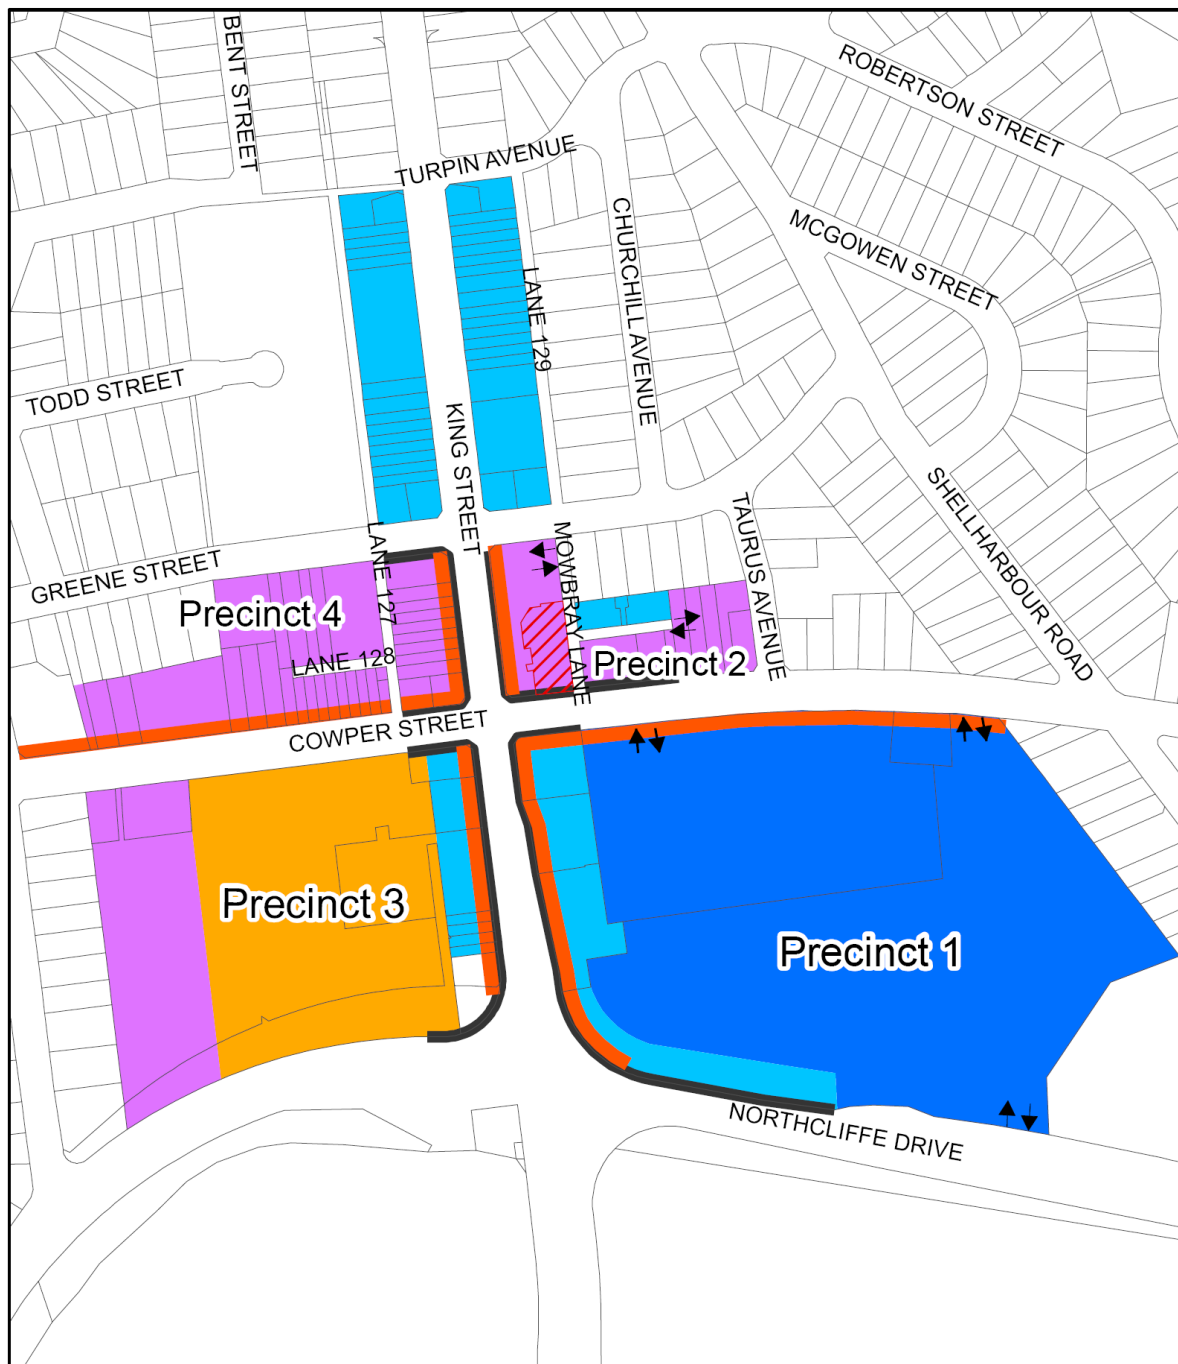 BENT STREET
ROBERTSON STREET
TURPIN AVENUE
CHURCHILL AVENUE
MCGOWEN STREET
LANE 129
TODD STREET
KING STREET
SHELLHARBOUR ROAD
TAURUS AVENUE
MOWBRAY LANE
LANE 127
GREENE STREET
Precinct 4
LANE 128
Precinct 2
COWPER STREET
Precinct 3
Precinct 1
NORTHCLIFFE DRIVE